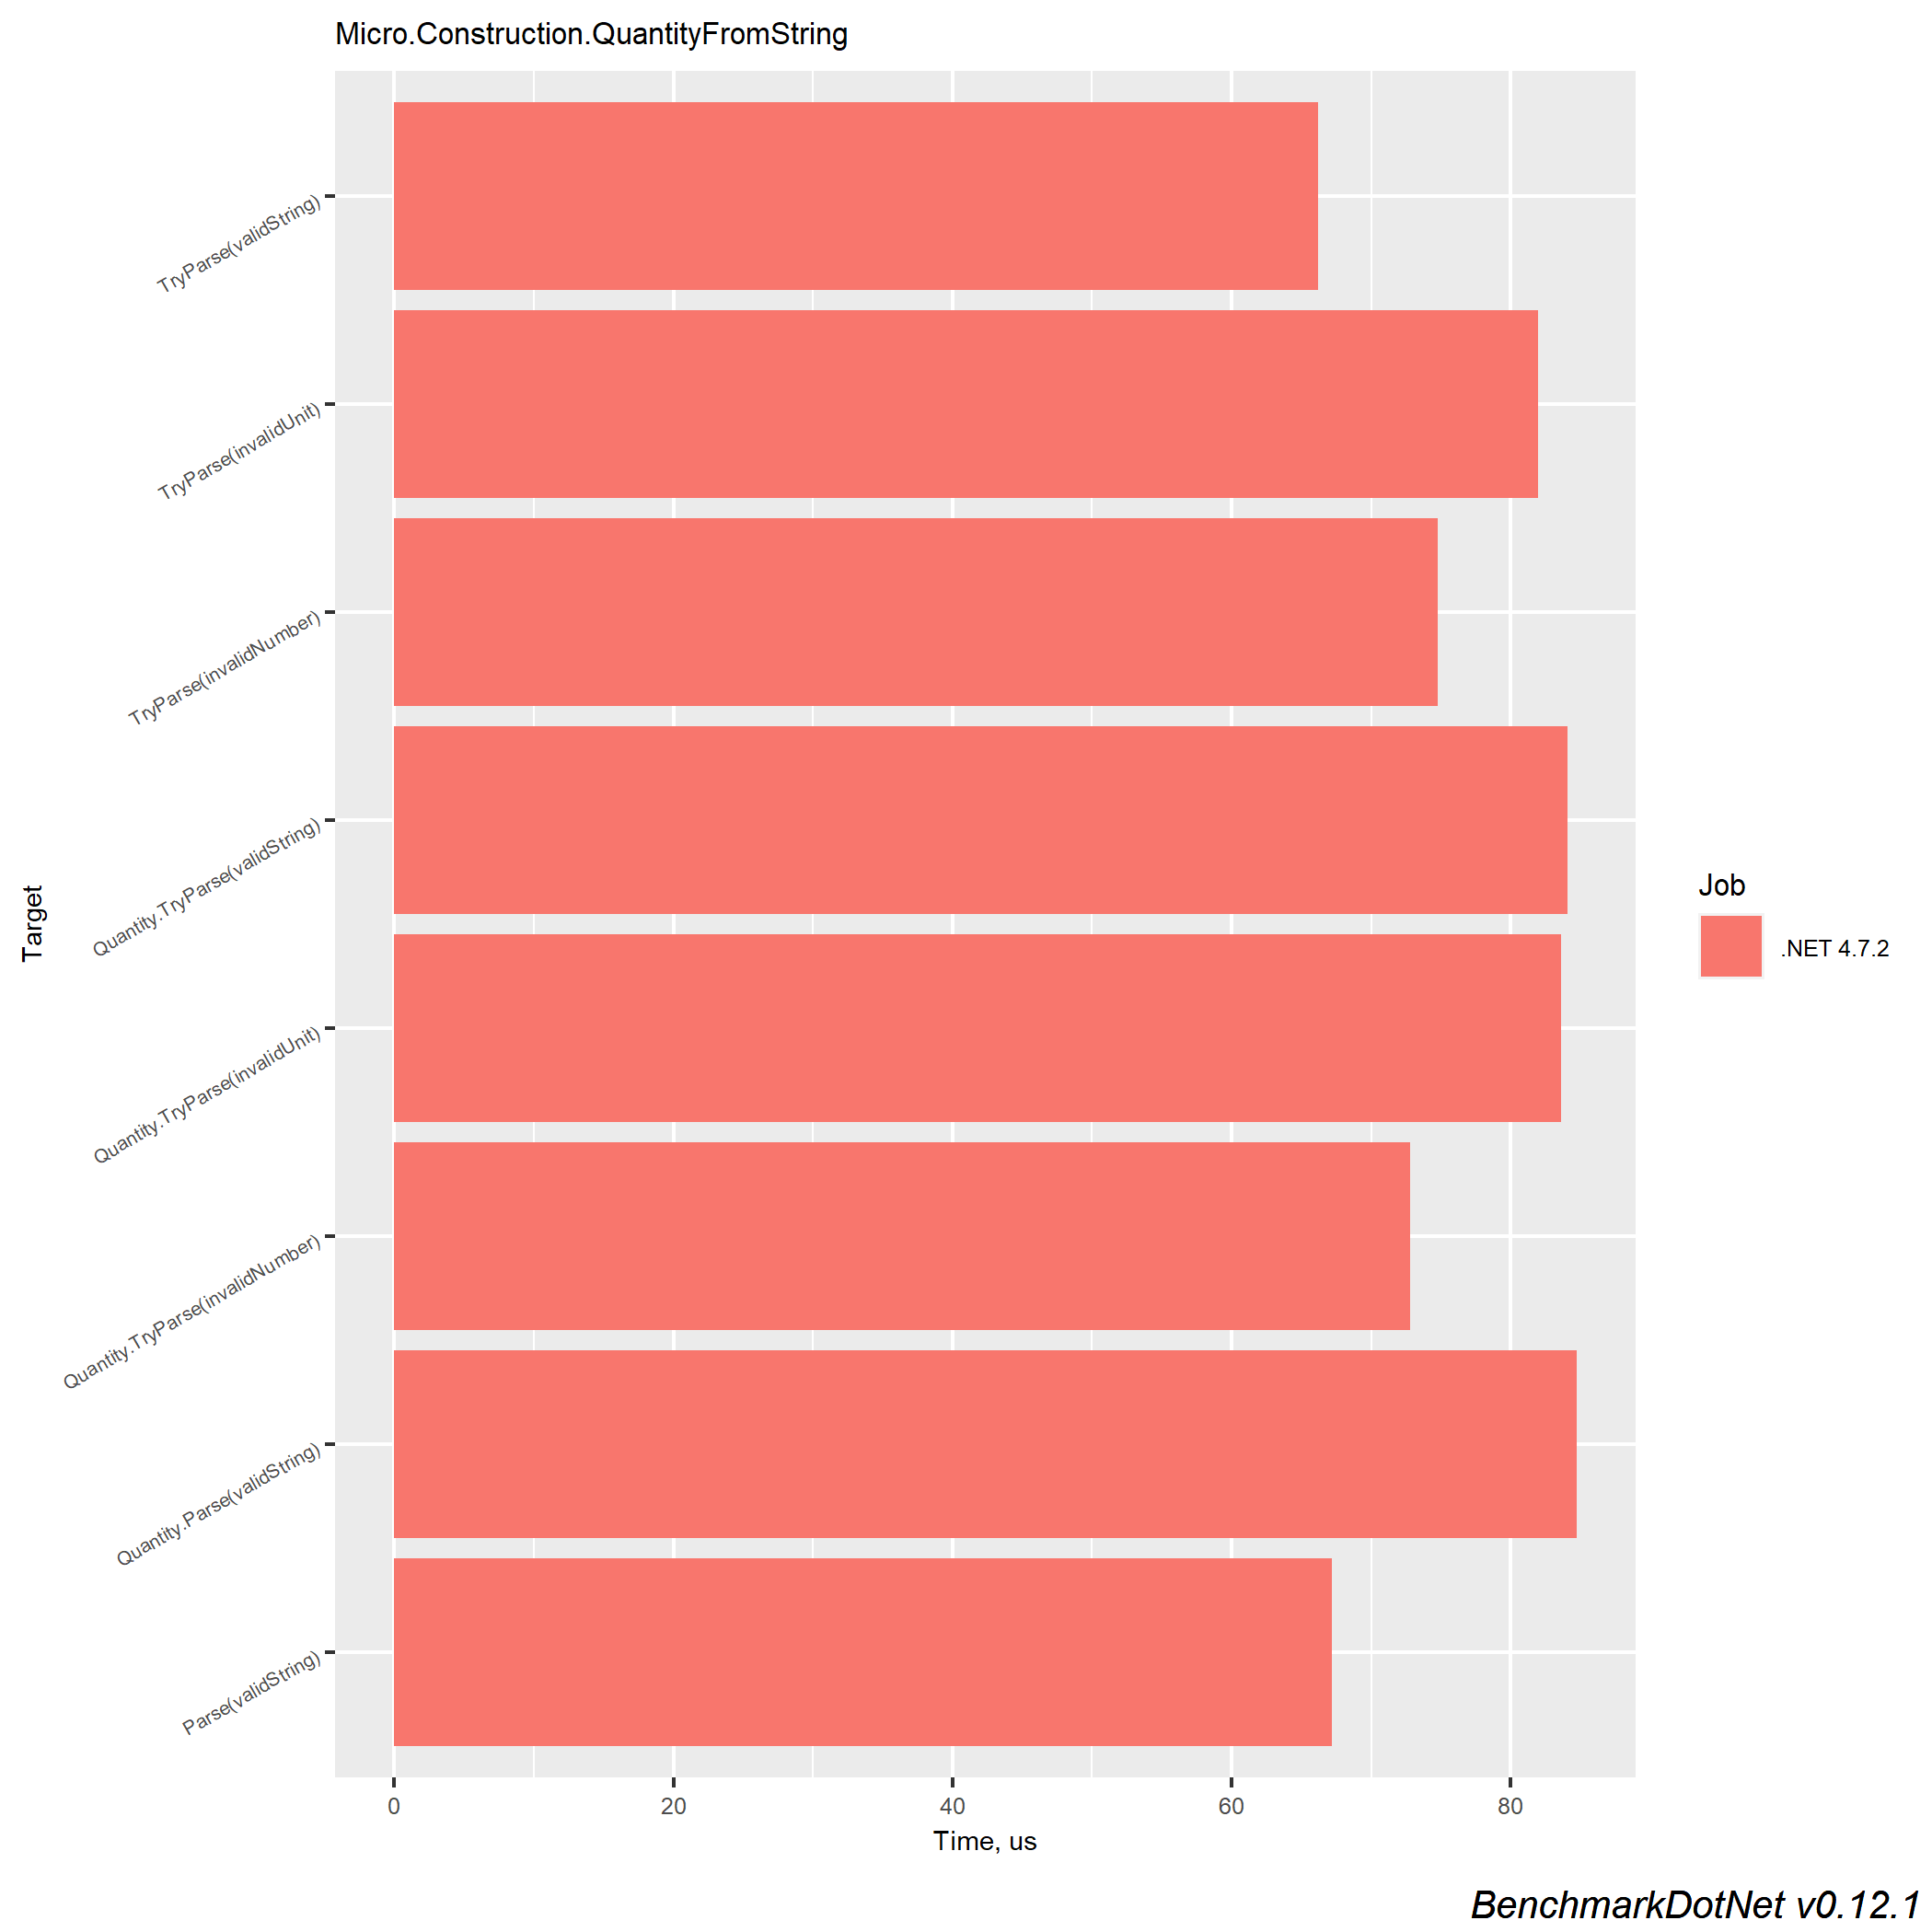 Micro.Construction.QuantityFromString
TryParse(validString)
TryParse(invalidUnit)
TryParse(invalidNumber)
Quantity.TryParse(validString)
Quantity.TryParse(invalidUnit)
Quantity.TryParse(invalidNumber)
Quantity.Parse(validString)
Parse(validString)
Target
0 20 40 60 80
Time, us
Job
.NET 4.7.2
BenchmarkDotNet v0.12.1